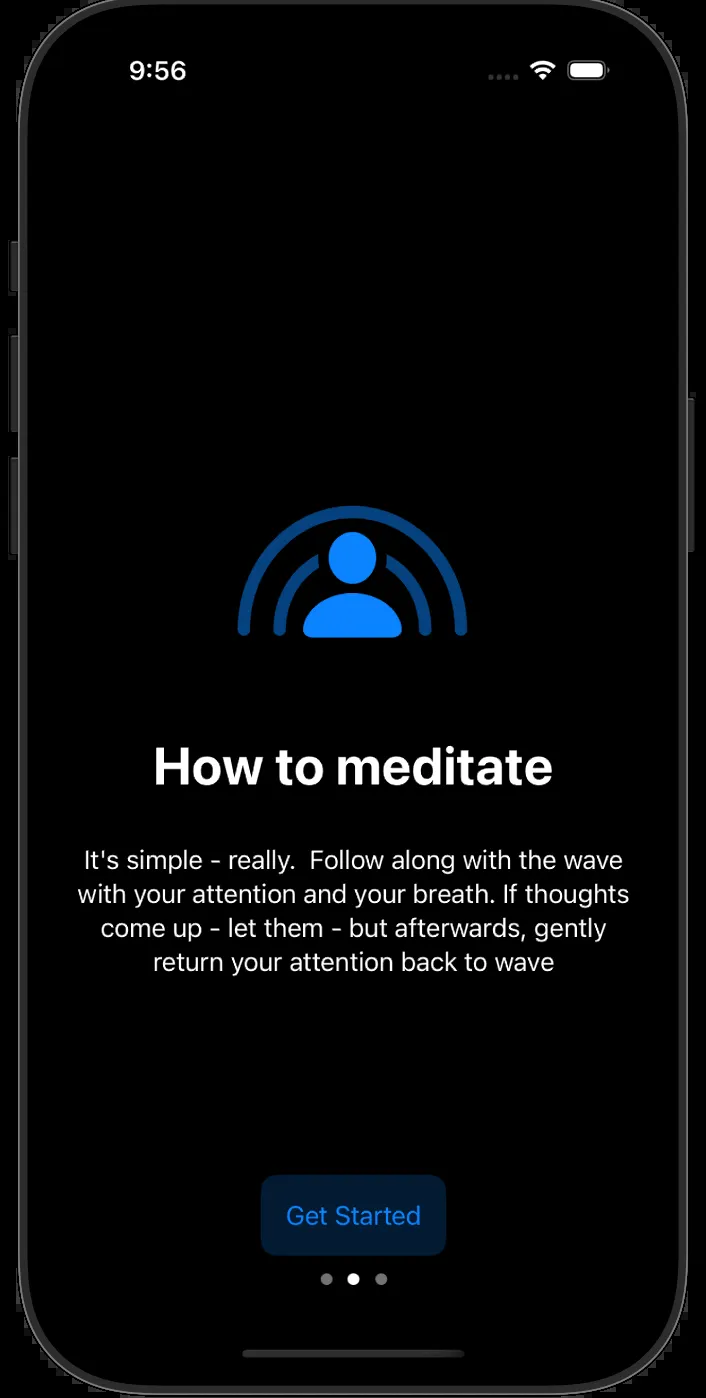 9:56
How to meditate
It's simple - really.  Follow along with the wave
with your attention and your breath. If thoughts
come up - let them - but afterwards, gently
return your attention back to wave
Get Started